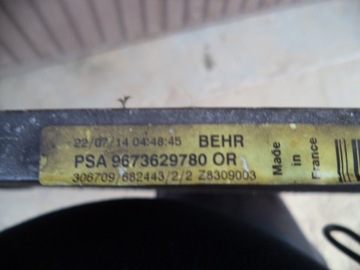 22/07/14 04:48:45 BEHR
PSA 9673629780 OR
306709/882443/2/2 Z8309003
Made in France